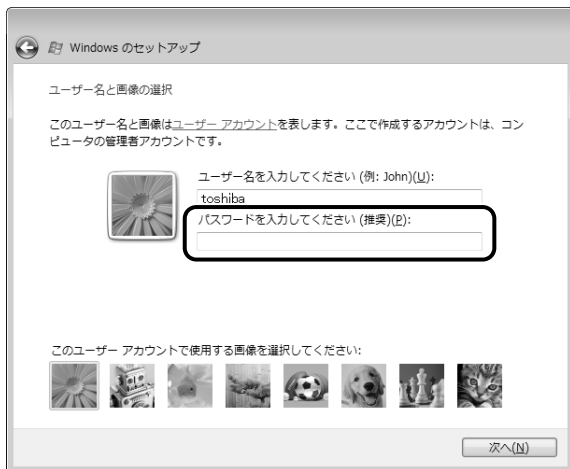 Windows のセットアップ
ユーザー名と画像の選択
このユーザー名と画像はユーザー アカウントを表します。ここで作成するアカウントは、コン
ピュータの管理者アカウントです。
ユーザー名を入力してください (例: John)(U):
toshiba
パスワードを入力してください (推奨)(P):
このユーザー アカウントで使用する画像を選択してください:
次へ(N)